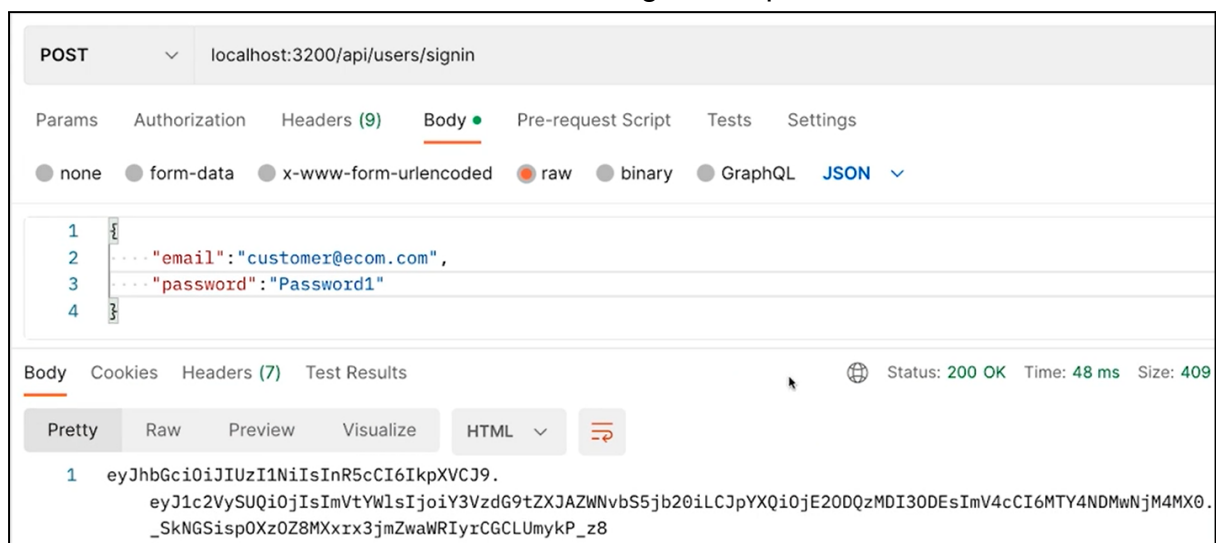 POST localhost:3200/api/users/signin
Params Authorization Headers (9) Body Pre-request Script Tests Settings
none form-data x-www-form-urlencoded raw binary GraphQL JSON
1 {
2 "email":"customer@ecom.com",
3 "password":"Password1"
4 }
Body Cookies Headers (7) Test Results Status: 200 OK Time: 48 ms Size: 409
Pretty Raw Preview Visualize HTML
1 eyJhbGciOiJIUzI1NiIsInR5cCI6IkpXVCJ9.
eyJ1c2VySUQiOjIsImVtYWlsIjoiY3VzdG9tZXJAZWNvbS5jb20iLCJpYXQiOjE2ODQzMDI3ODEsImV4cCI6MTY4NDMwNjM4MX0.
_SkNGSispOXzOZ8MXxrx3jmZwaWRIyrCGCLUmykP_z8